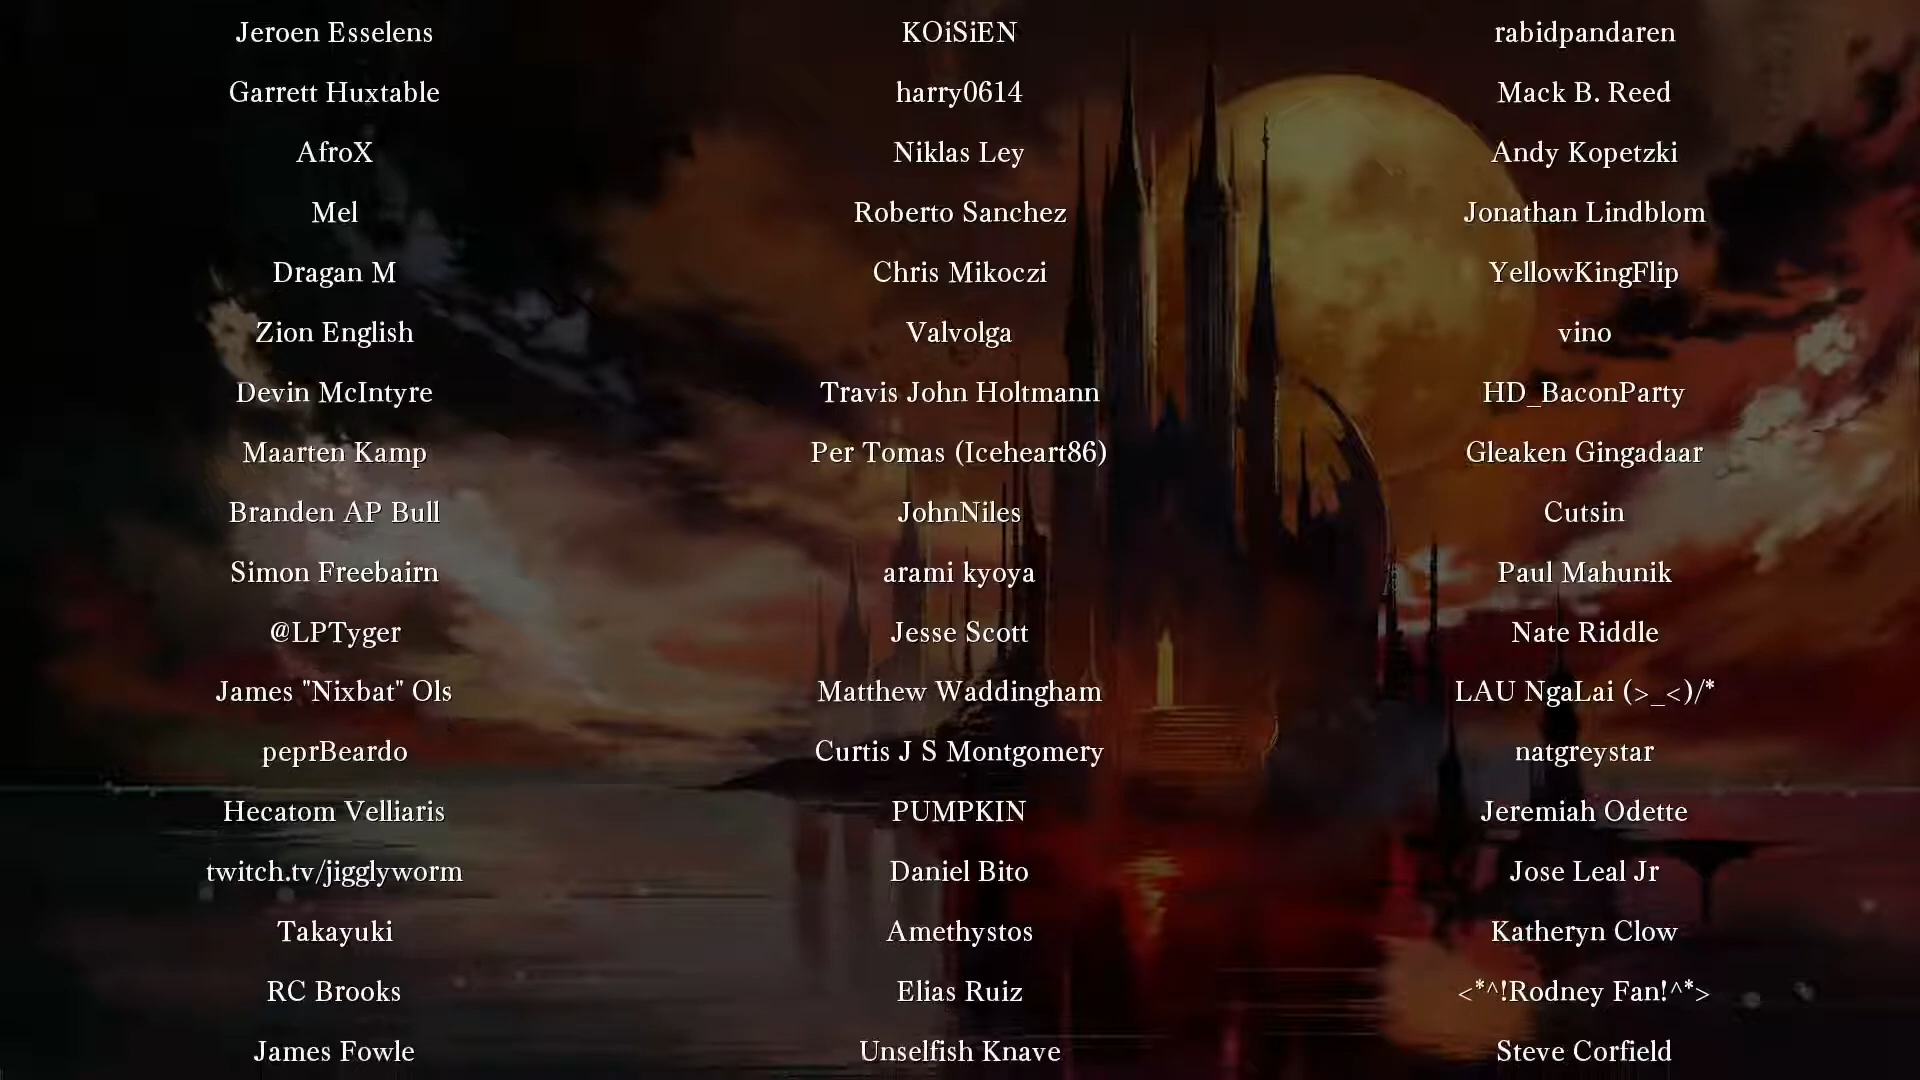 Jeroen Esselens
KOiSiEN
rabidpandaren
Garrett Huxtable
harry0614
Mack B. Reed
AfroX
Niklas Ley
Andy Kopetzki
Mel
Roberto Sanchez
Jonathan Lindblom
Dragan M
Chris Mikoczi
YellowKingFlip
Zion English
Valvolga
vino
Devin McIntyre
Travis John Holtmann
HD_BaconParty
Maarten Kamp
Per Tomas (Iceheart86)
Gleaken Gingadaar
Branden AP Bull
JohnNiles
Cutsin
Simon Freebairn
arami kyoya
Paul Mahunik
@LPTyger
Jesse Scott
Nate Riddle
James "Nixbat" Ols
Matthew Waddingham
LAU NgaLai (>_<)/*
peprBeardo
Curtis J S Montgomery
natgreystar
Hecatom Velliaris
PUMPKIN
Jeremiah Odette
twitch.tv/jigglyworm
Daniel Bito
Jose Leal Jr
Takayuki
Amethystos
Katheryn Clow
RC Brooks
Elias Ruiz
<*^!Rodney Fan!^*>
James Fowle
Unselfish Knave
Steve Corfield